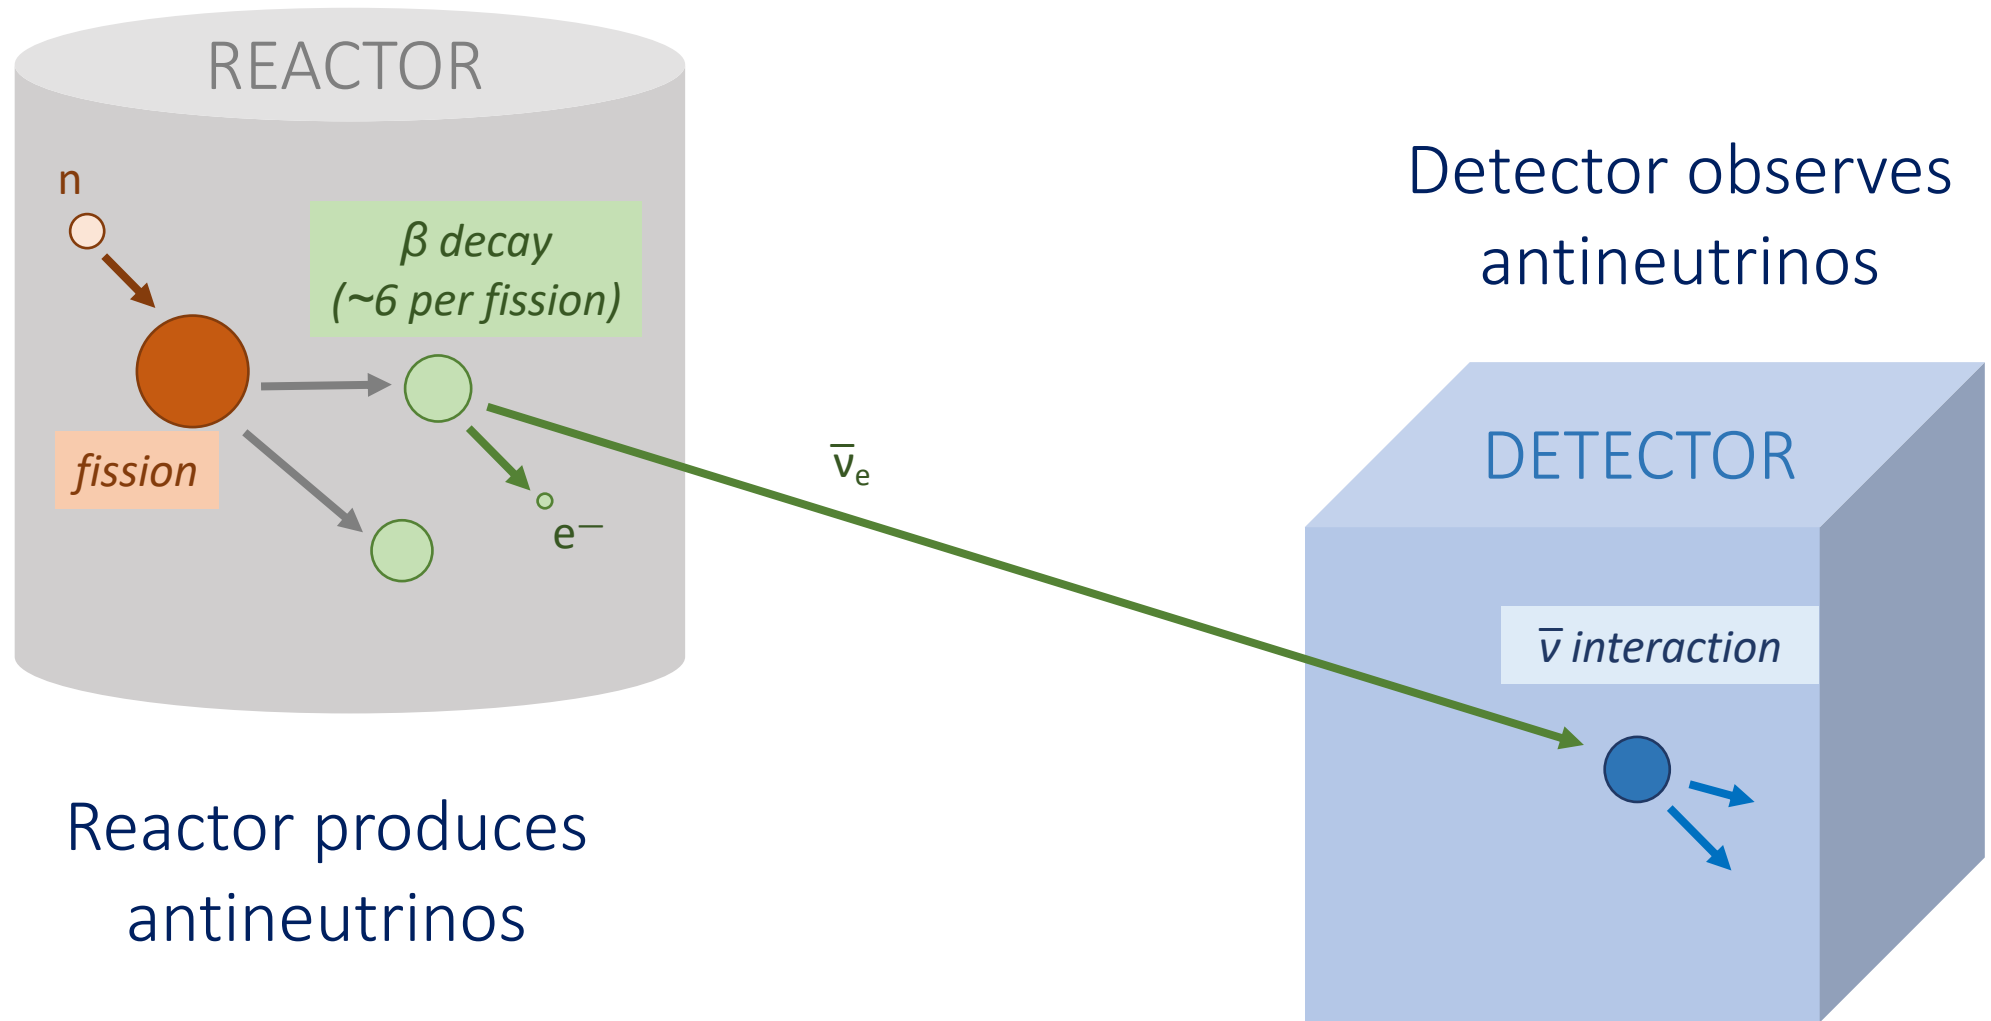 REACTOR
n
β decay
(~6 per fission)
fission
e—
ν̅e
Reactor produces
antineutrinos
Detector observes
antineutrinos
DETECTOR
ν̅ interaction